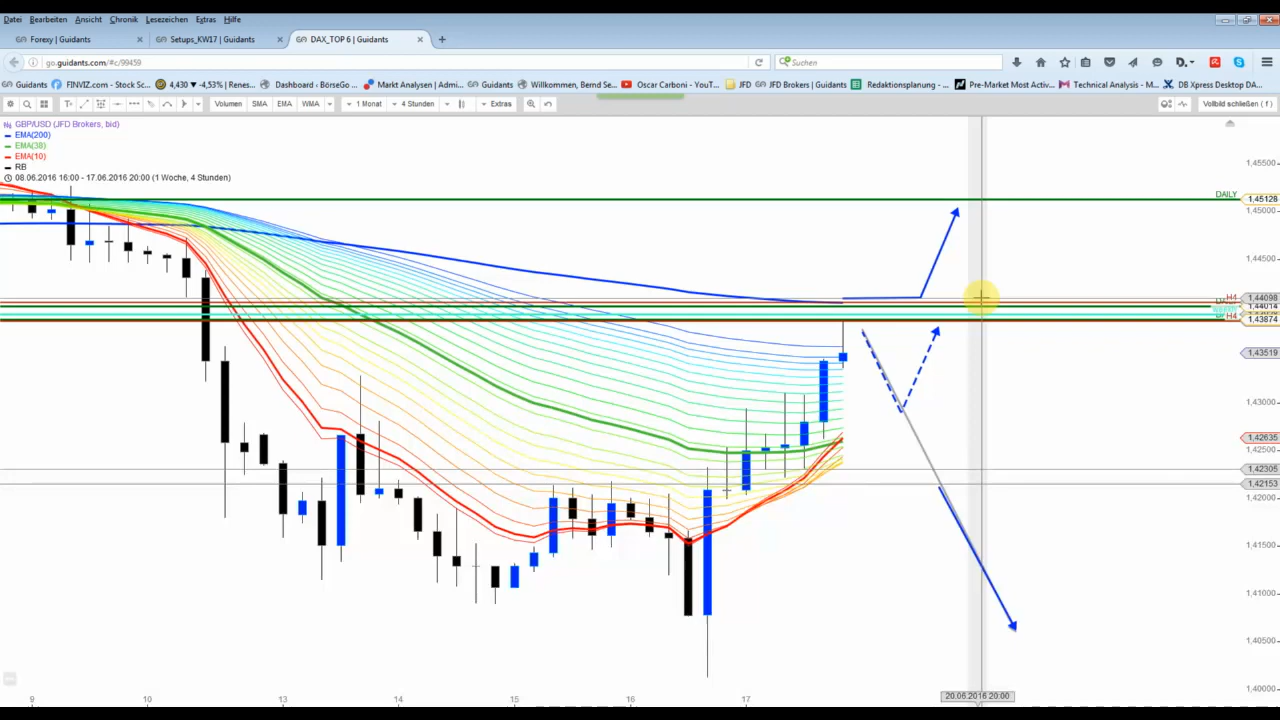 Datei Bearbeiten Ansicht Chronik Lesezeichen Extras Hilfe
Forexy | Guidants × Setups_KW17 | Guidants × DAX_TOP 6 | Guidants × +
go.guidants.com/#c/99459 Suchen
Guidants FINVIZ.com - Stock Sc... 4,430 ▼ -4,53% | Renes... Dashboard ‹ BörseGo ... Markt Analysen | Admi... Guidants Willkommen, Bernd Se... Oscar Carboni - YouT... JFD JFD Brokers | Guidants Redaktionsplanung - ... Pre-Market Most Activ... Technical Analysis - M... DB Xpress Desktop DA...
Volumen SMA EMA WMA 1 Monat 4 Stunden Extras Vollbild schließen ( f )
GBP/USD (JFD Brokers, bid)
EMA(200)
EMA(38)
EMA(10)
RB
08.06.2016 16:00 - 17.06.2016 20:00 (1 Woche, 4 Stunden)
1,45500
DAILY 1,45128
1,45000
1,44500
H4 1,44098
1,44014
H4 1,43874
1,43519
1,43000
1,42635
1,42500
1,42305
1,42153
1,42000
1,41500
1,41000
1,40500
1,40000
9 10 13 14 15 16 17 20.06.2016 20:00